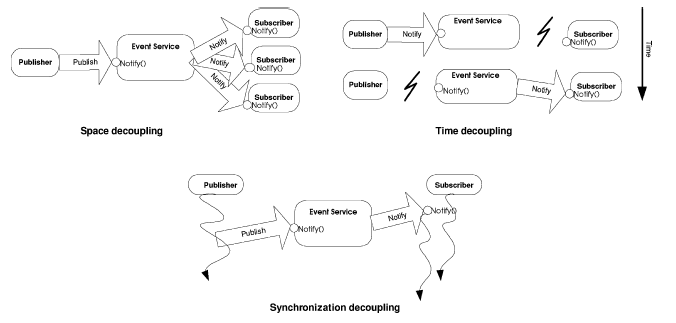 Publisher
Publish
Event Service
Notify()
Notify
Notify
Notify
Subscriber
Notify()
Subscriber
Notify()
Subscriber
Notify()
Space decoupling
Publisher
Notify
Event Service
Subscriber
Notify()
Publisher
Event Service
Notify()
Notify
Subscriber
Notify()
Time
Time decoupling
Publisher
Publish
Event Service
Notify()
Notify
Subscriber
Notify()
Synchronization decoupling